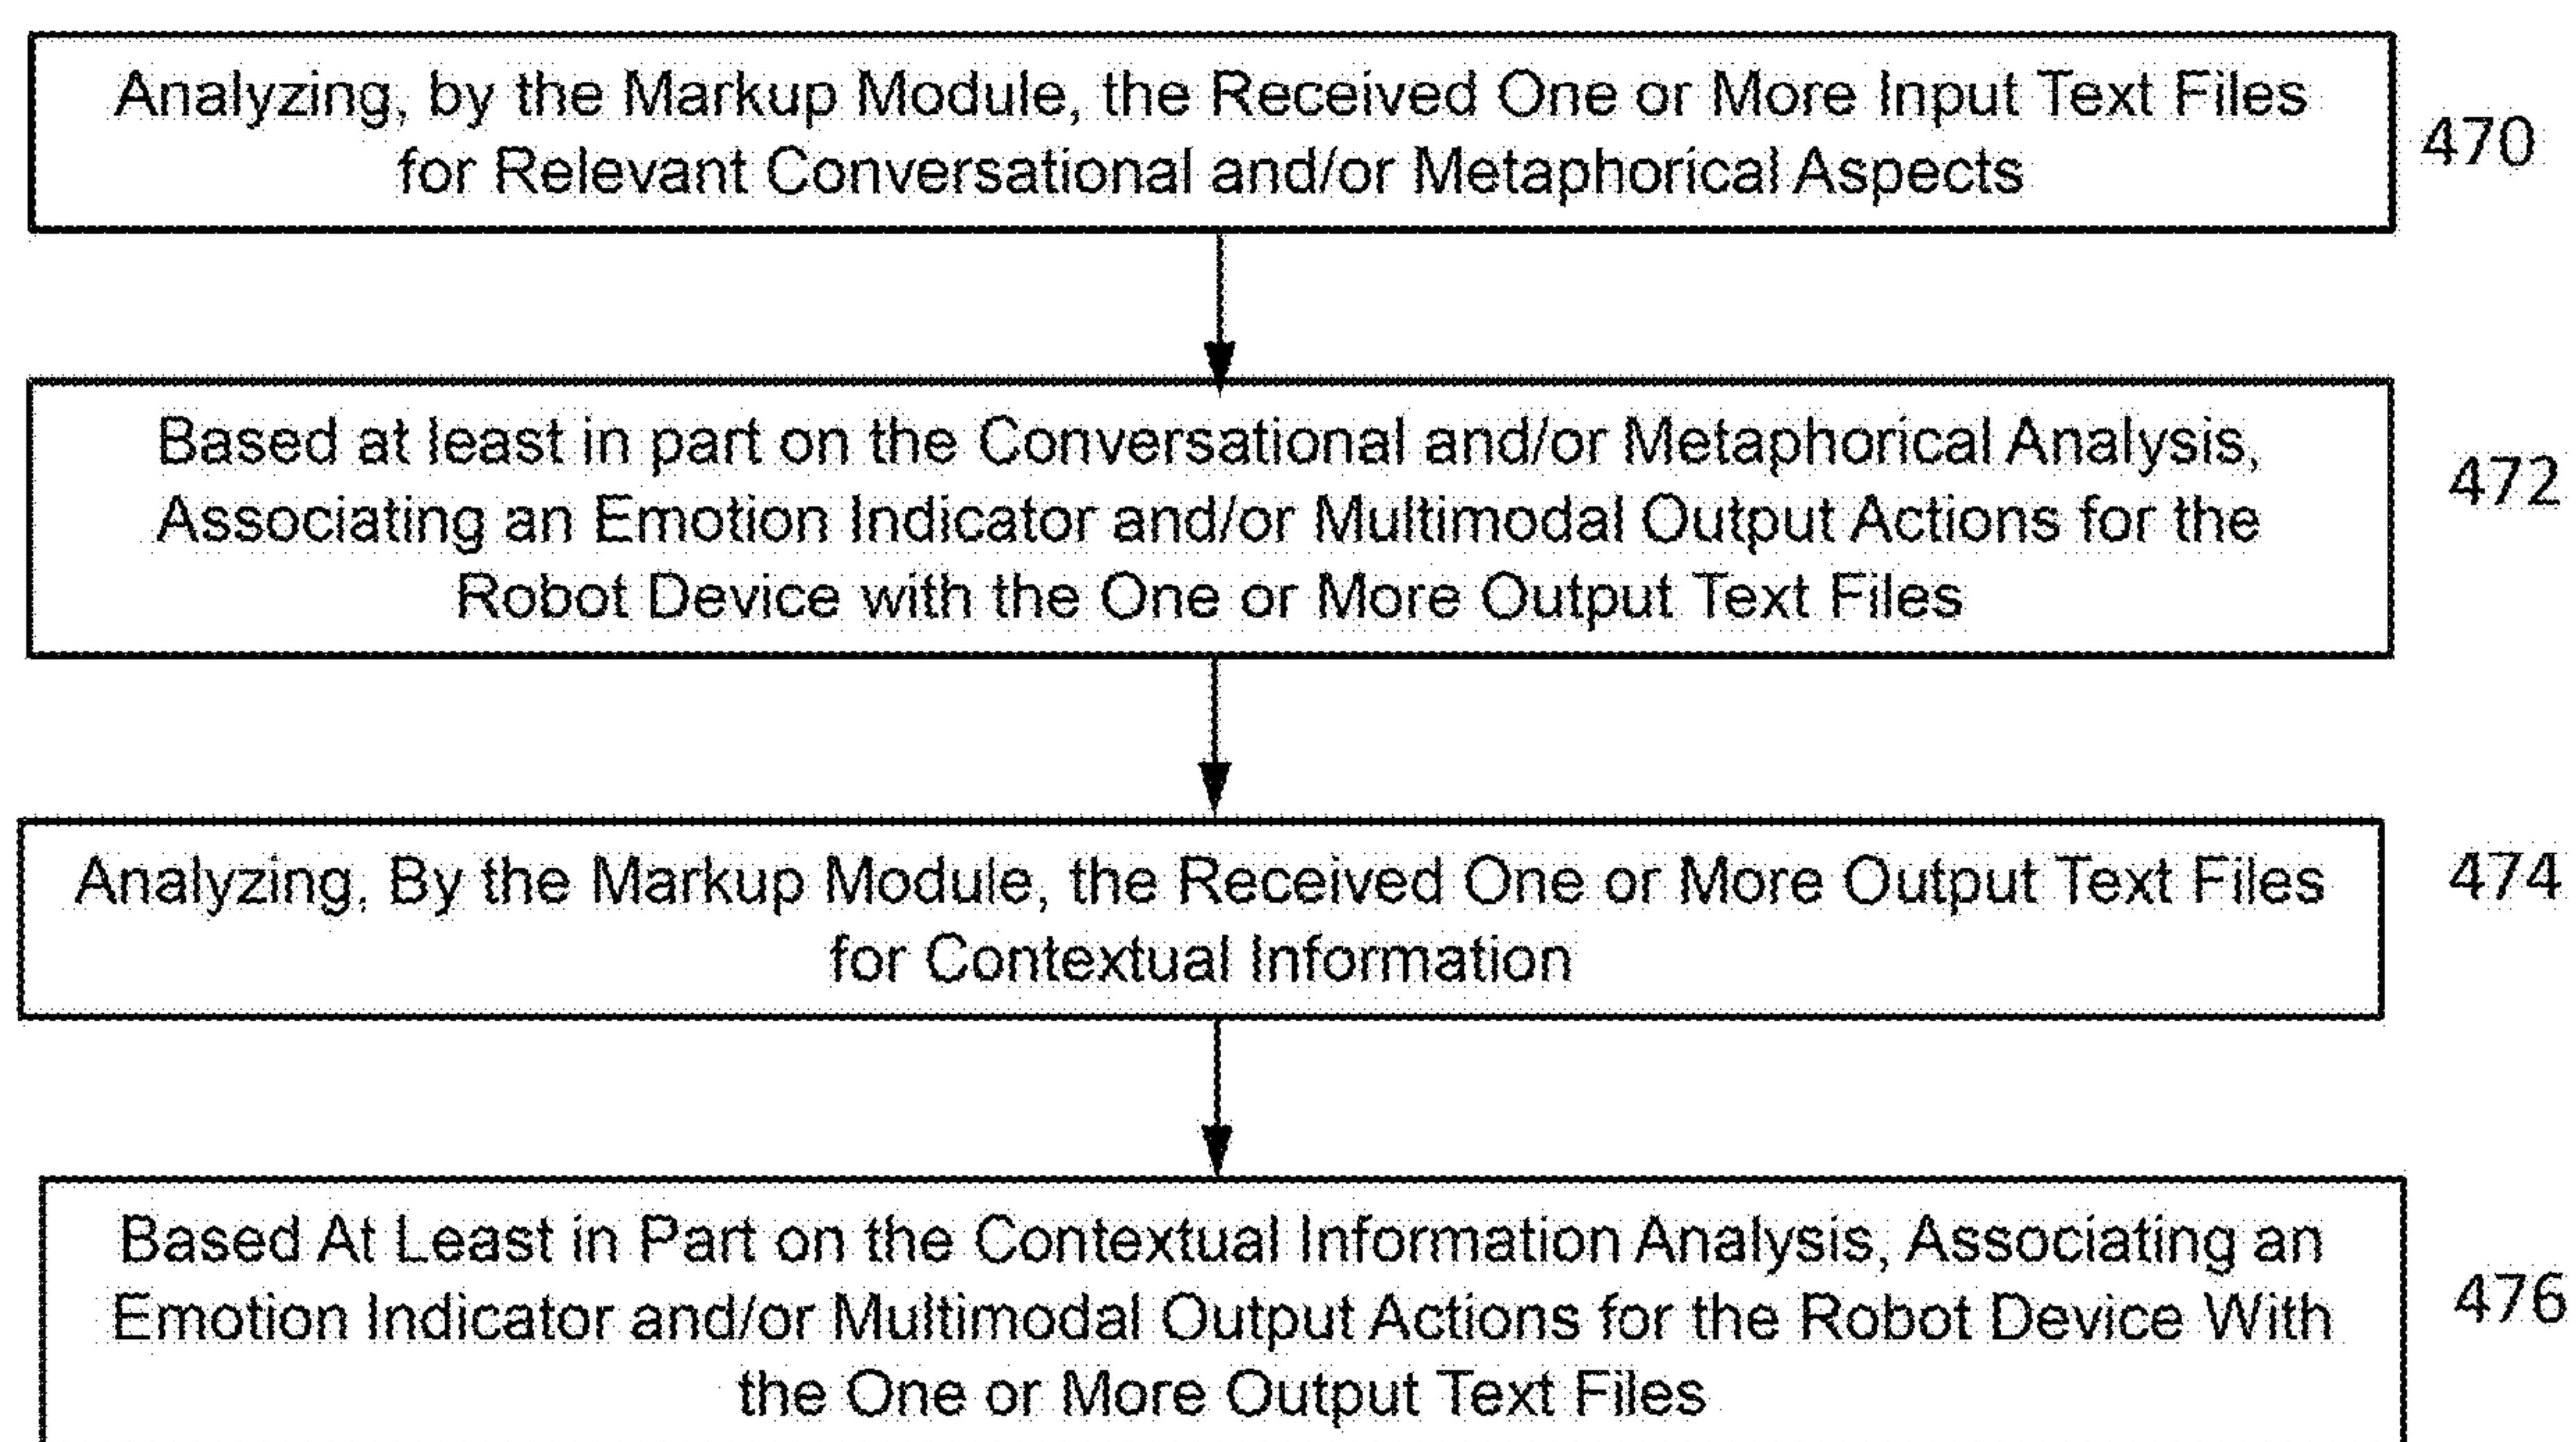 Analyzing, by the Markup Module, the Received One or More Input Text Files
for Relevant Conversational and/or Metaphorical Aspects
470
Based at least in part on the Conversational and/or Metaphorical Analysis,
Associating an Emotion Indicator and/or Multimodal Output Actions for the
Robot Device with the One or More Output Text Files
472
Analyzing, By the Markup Module, the Received One or More Output Text Files
for Contextual Information
474
Based At Least in Part on the Contextual Information Analysis, Associating an
Emotion Indicator and/or Multimodal Output Actions for the Robot Device With
the One or More Output Text Files
476